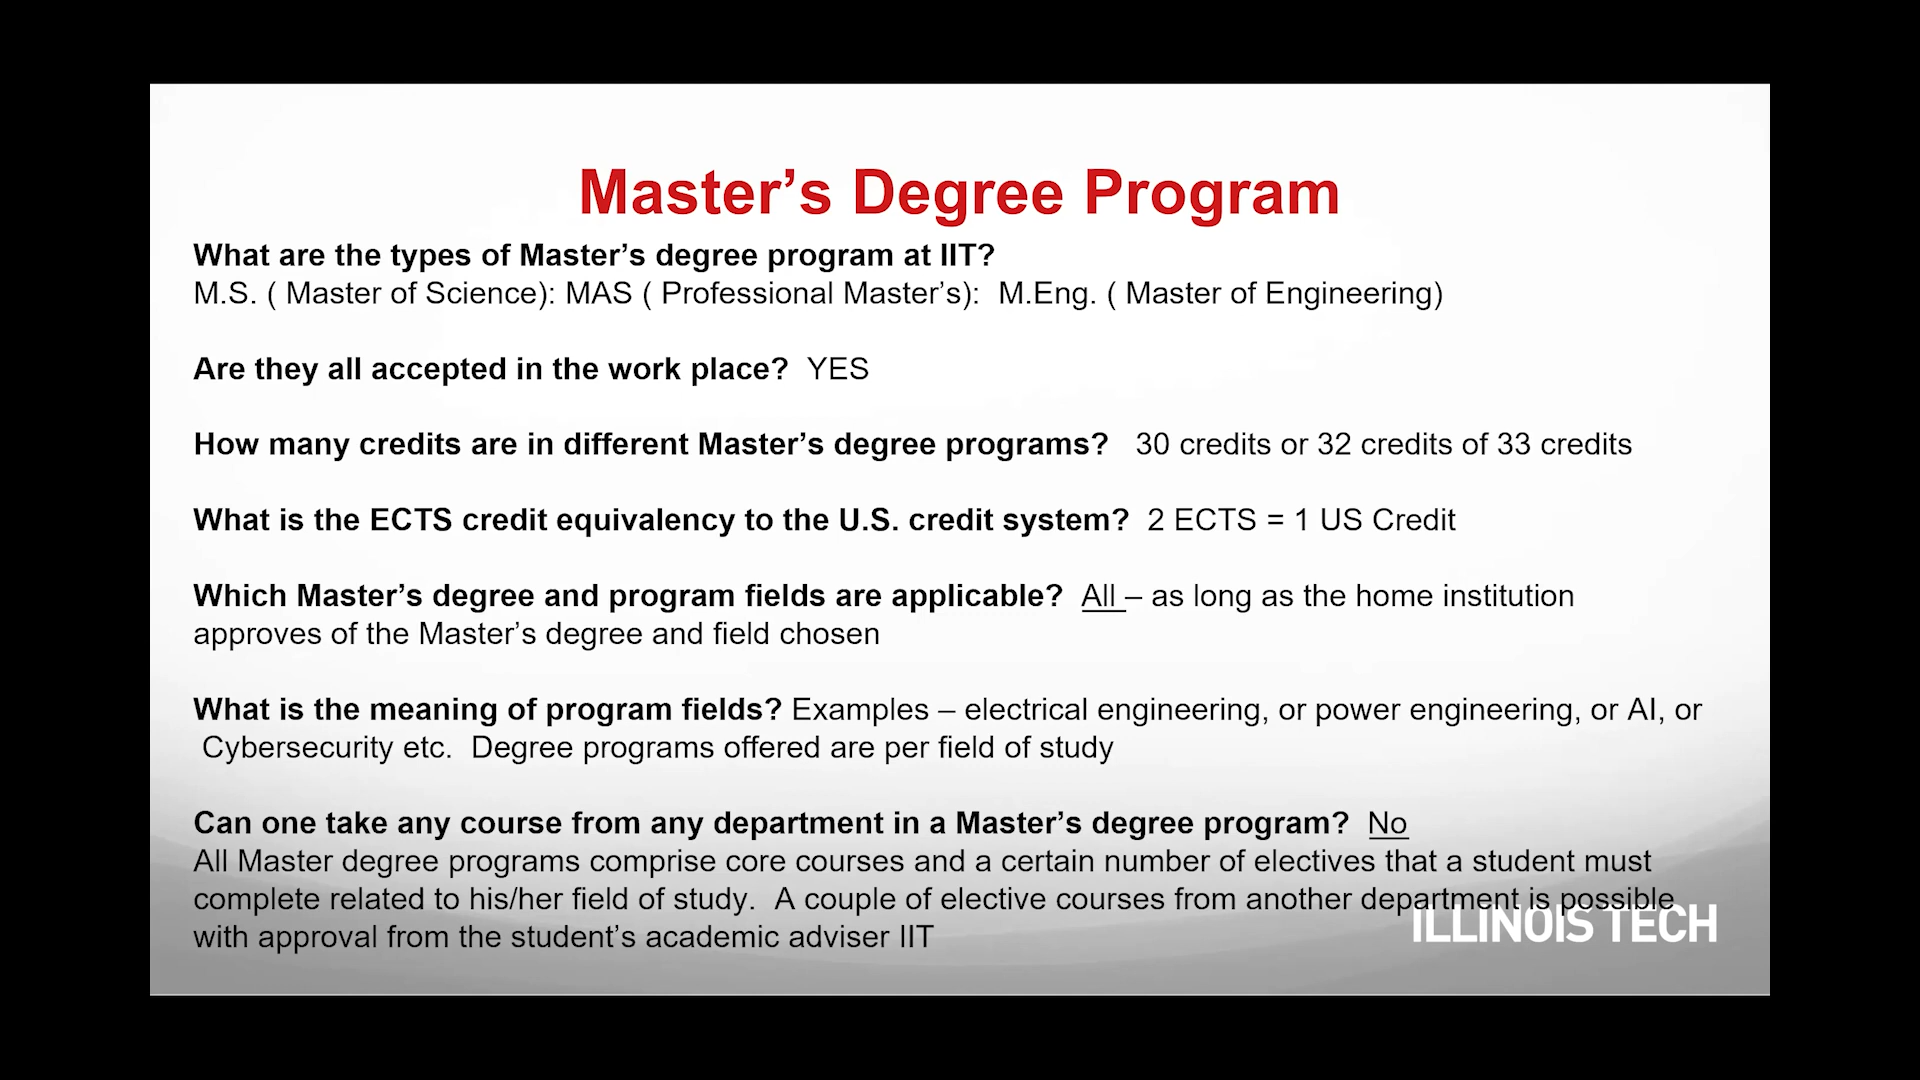 Master’s Degree Program
What are the types of Master’s degree program at IIT?
M.S. ( Master of Science): MAS ( Professional Master’s):  M.Eng. ( Master of Engineering)
Are they all accepted in the work place?  YES
How many credits are in different Master’s degree programs?   30 credits or 32 credits of 33 credits
What is the ECTS credit equivalency to the U.S. credit system?  2 ECTS = 1 US Credit
Which Master’s degree and program fields are applicable?  All – as long as the home institution
approves of the Master’s degree and field chosen
What is the meaning of program fields? Examples – electrical engineering, or power engineering, or AI, or
Cybersecurity etc.  Degree programs offered are per field of study
Can one take any course from any department in a Master’s degree program?  No
All Master degree programs comprise core courses and a certain number of electives that a student must
complete related to his/her field of study.  A couple of elective courses from another department is possible
with approval from the student’s academic adviser IIT
ILLINOIS TECH